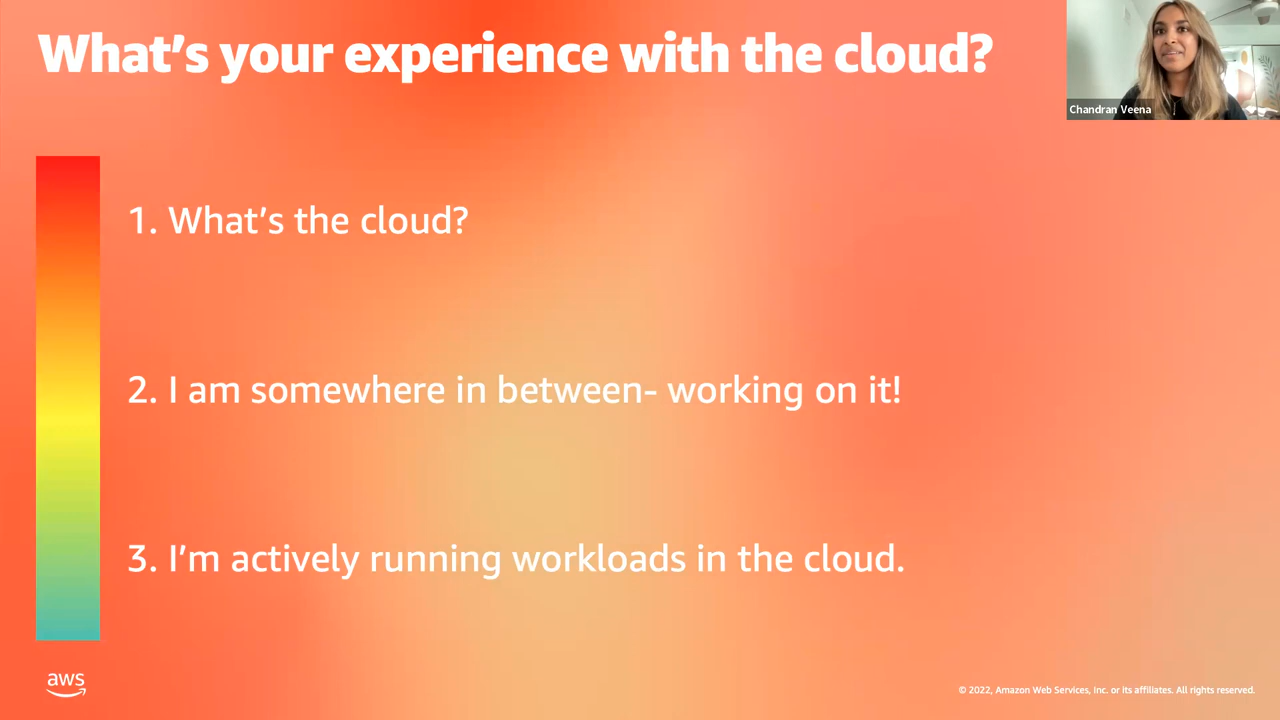 What's your experience with the cloud?
Chandran Veena
1. What's the cloud?
2. I am somewhere in between- working on it!
3. I'm actively running workloads in the cloud.
aws
© 2022, Amazon Web Services, Inc. or its affiliates. All rights reserved.